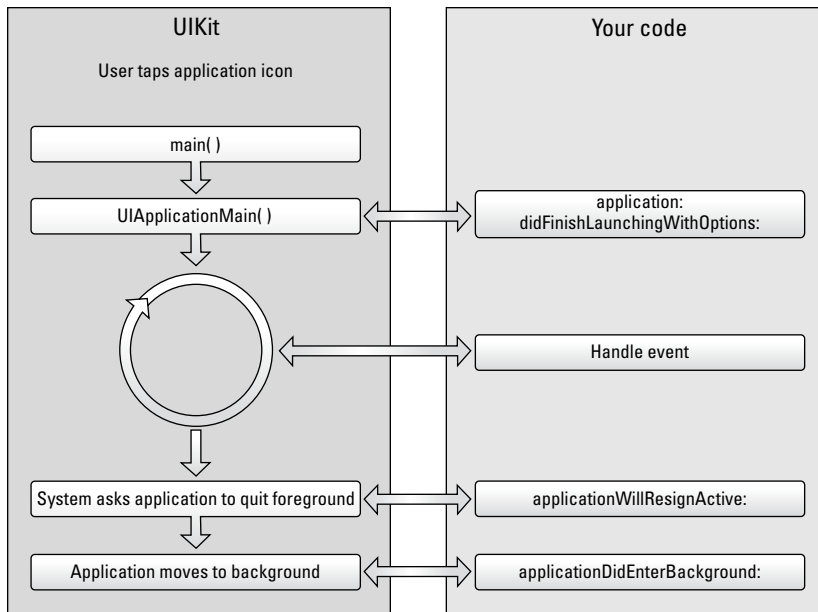 UIKit
User taps application icon
main( )
UIApplicationMain( )
System asks application to quit foreground
Application moves to background
Your code
application:
didFinishLaunchingWithOptions:
Handle event
applicationWillResignActive:
applicationDidEnterBackground: